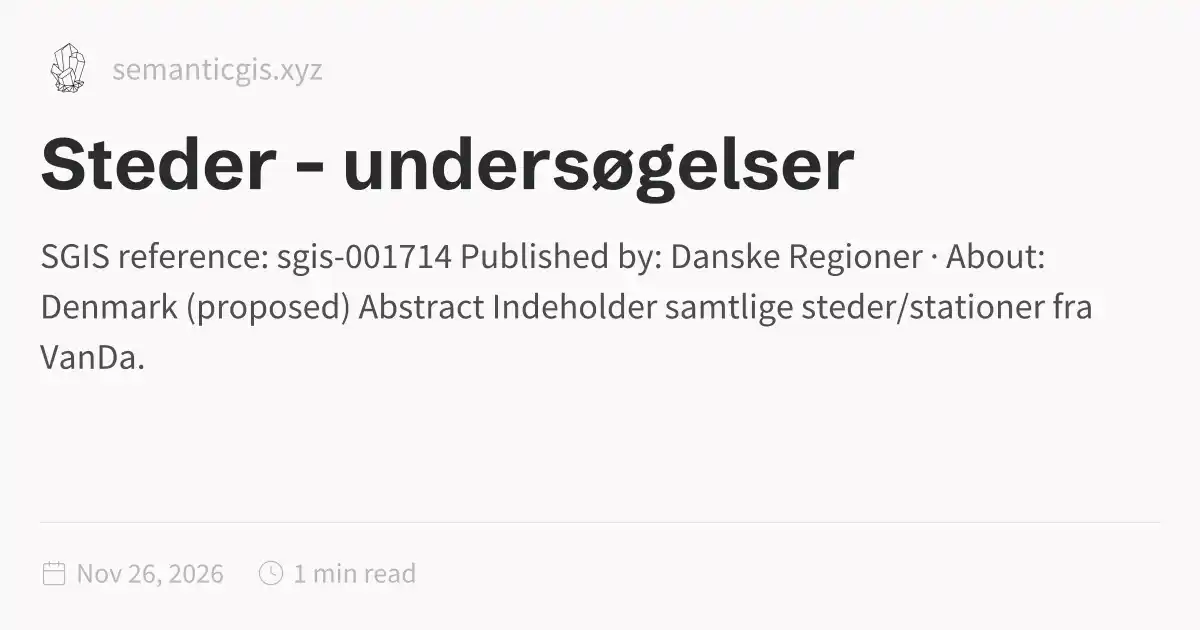 semanticgis.xyz
Steder - undersøgelser
SGIS reference: sgis-001714 Published by: Danske Regioner · About:
Denmark (proposed) Abstract Indeholder samtlige steder/stationer fra
VanDa.
Nov 26, 2026 1 min read